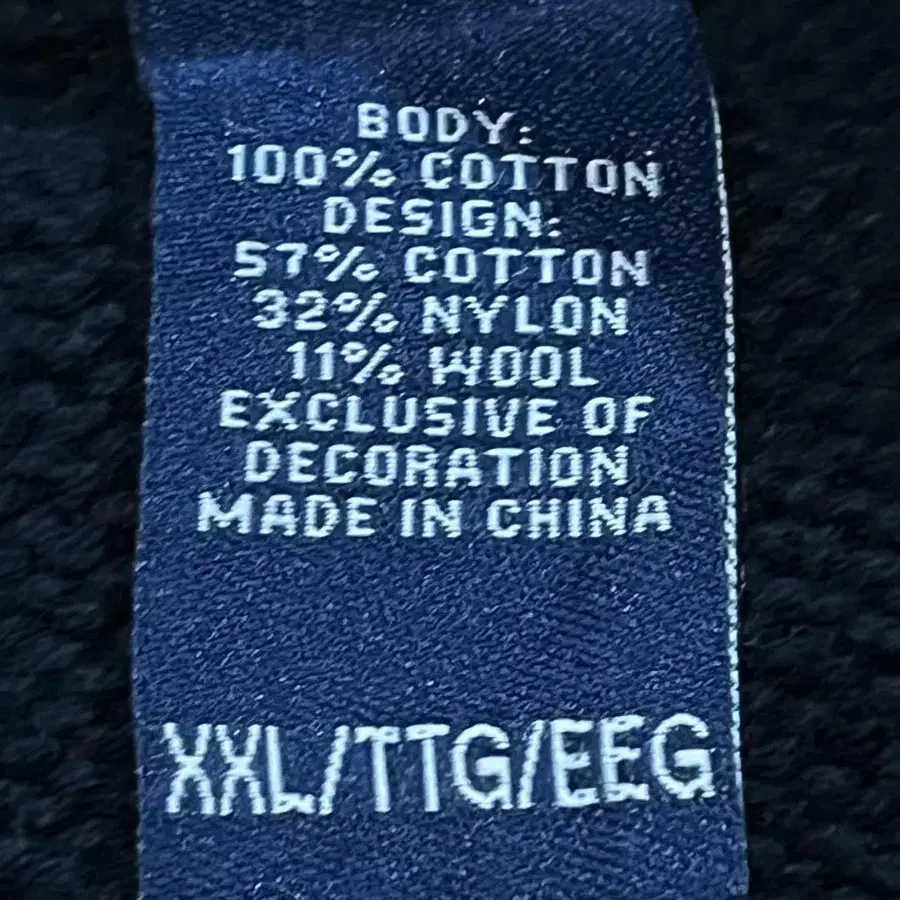 BODY:
100% COTTON
DESIGN:
57% COTTON
32% NYLON
11% WOOL
EXCLUSIVE OF
DECORATION
MADE IN CHINA
XXL/TTG/EEG